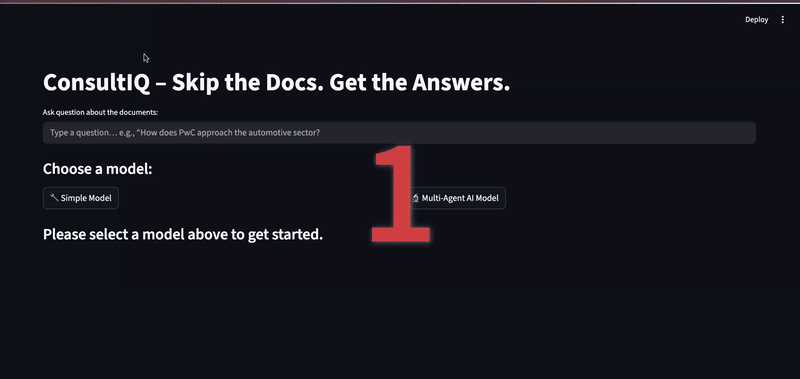 Deploy
ConsultIQ – Skip the Docs. Get the Answers.
Ask question about the documents:
Type a question… e.g., "How does PwC approach the automotive sector?
Choose a model:
Simple Model
Multi-Agent AI Model
1
Please select a model above to get started.